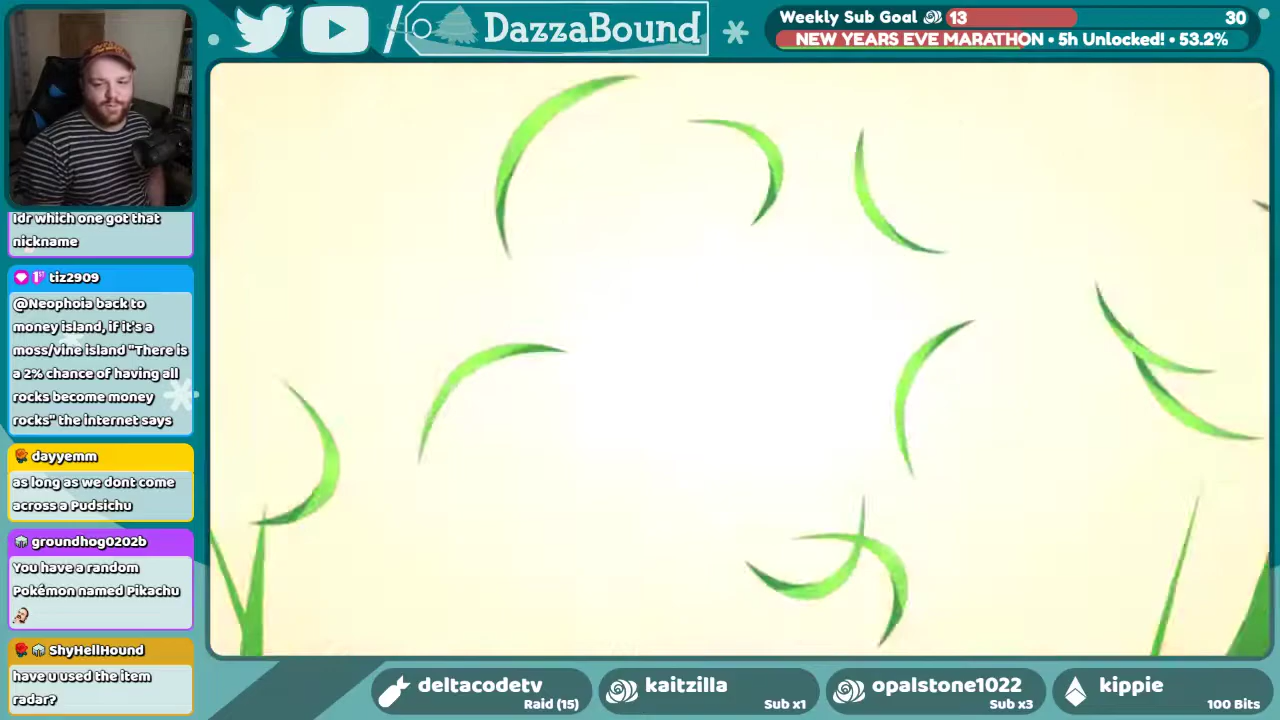 DazzaBound
Weekly Sub Goal 13 30
NEW YEARS EVE MARATHON • 5h Unlocked! • 53.2%
Idr which one got that
nickname
1st tiz2909
@Neophoia back to
money island, if it's a
moss/vine island "There is
a 2% chance of having all
rocks become money
rocks" the internet says
dayyemm
as long as we dont come
across a Pudsichu
groundhog0202b
You have a random
Pokémon named Pikachu
ShyHellHound
have u used the item
radar?
deltacodetv
Raid (15)
kaitzilla
Sub x1
opalstone1022
Sub x3
kippie
100 Bits